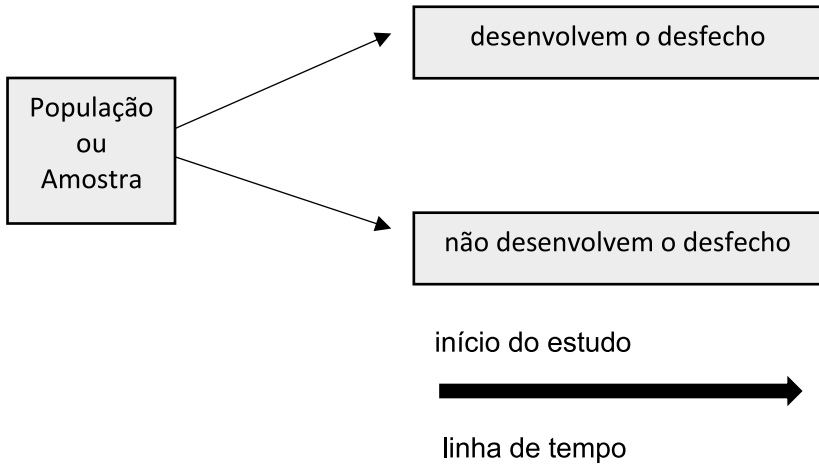 desenvolvem o desfecho
População
ou
Amostra
não desenvolvem o desfecho
início do estudo
linha de tempo